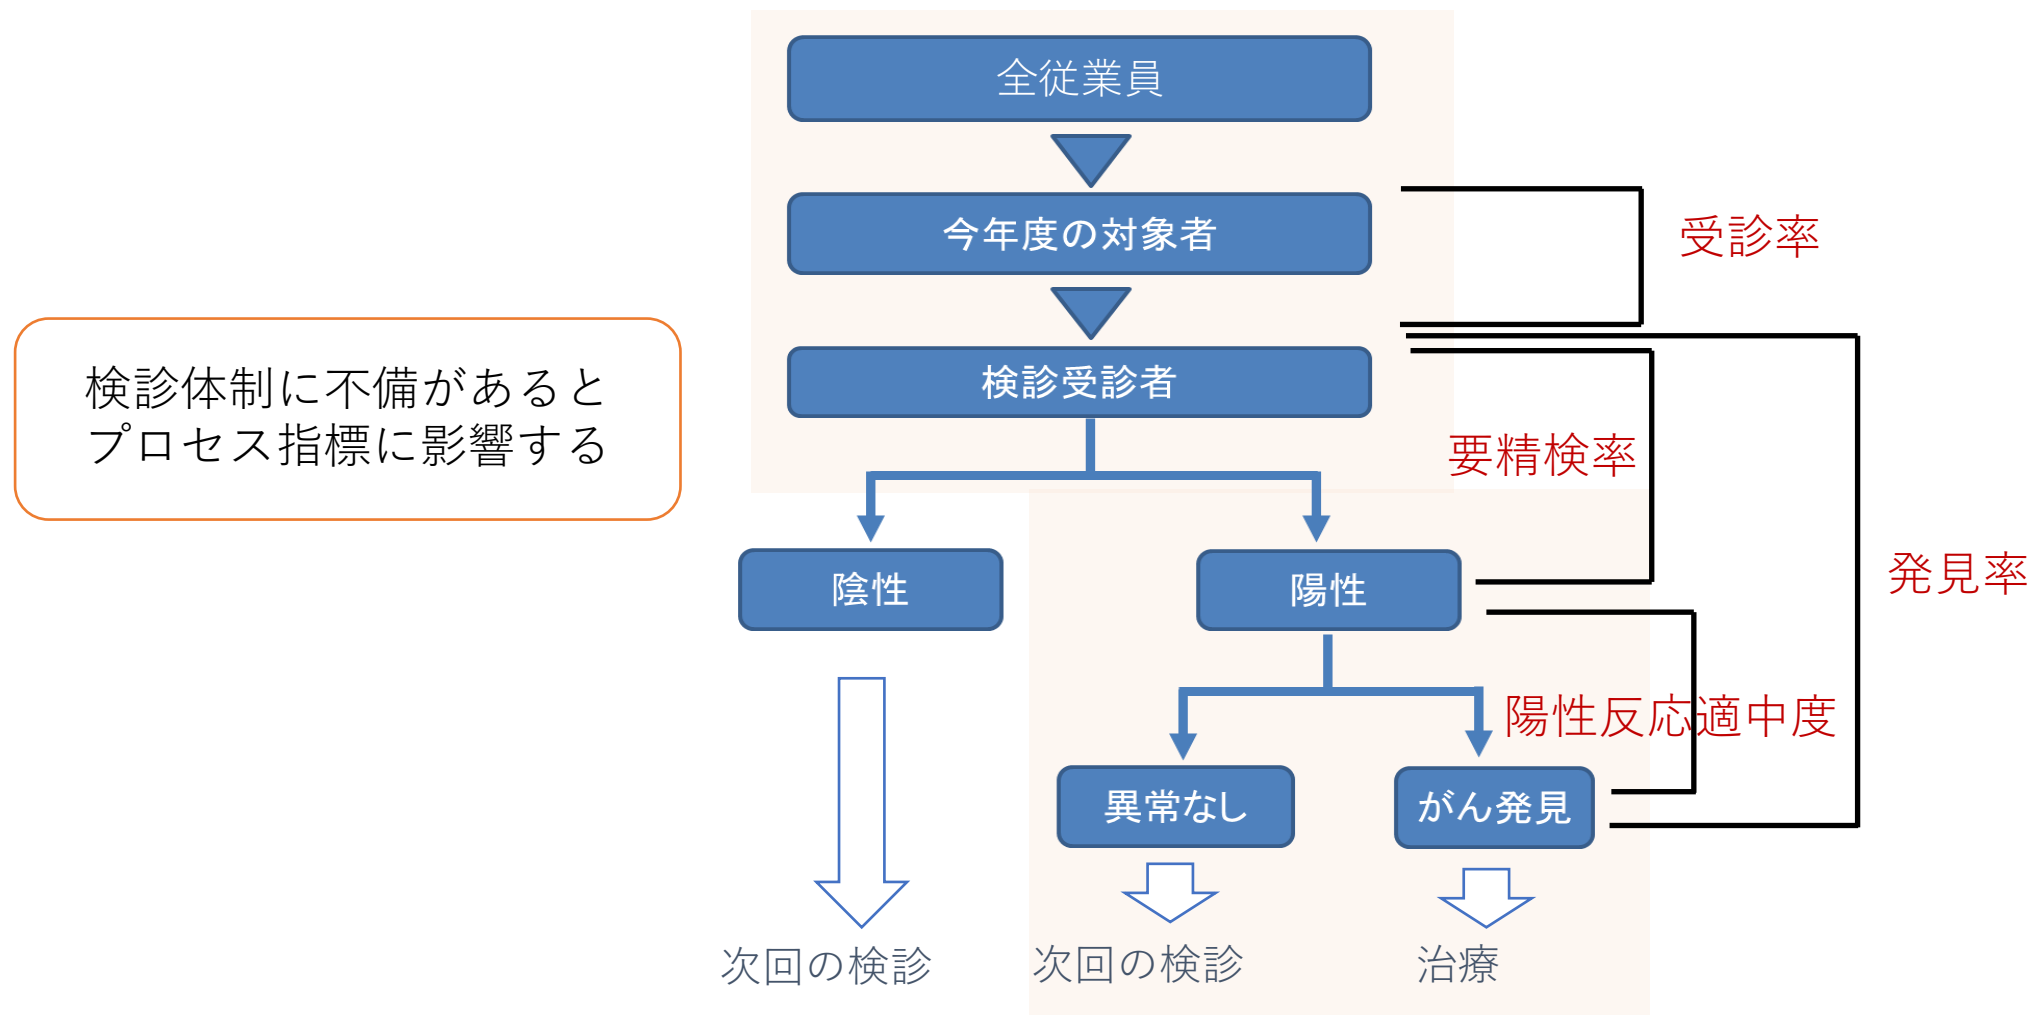 全従業員
今年度の対象者
受診率
検診受診者
検診体制に不備があると
プロセス指標に影響する
要精検率
発見率
陰性
陽性
陽性反応適中度
異常なし
がん発見
次回の検診
次回の検診
治療